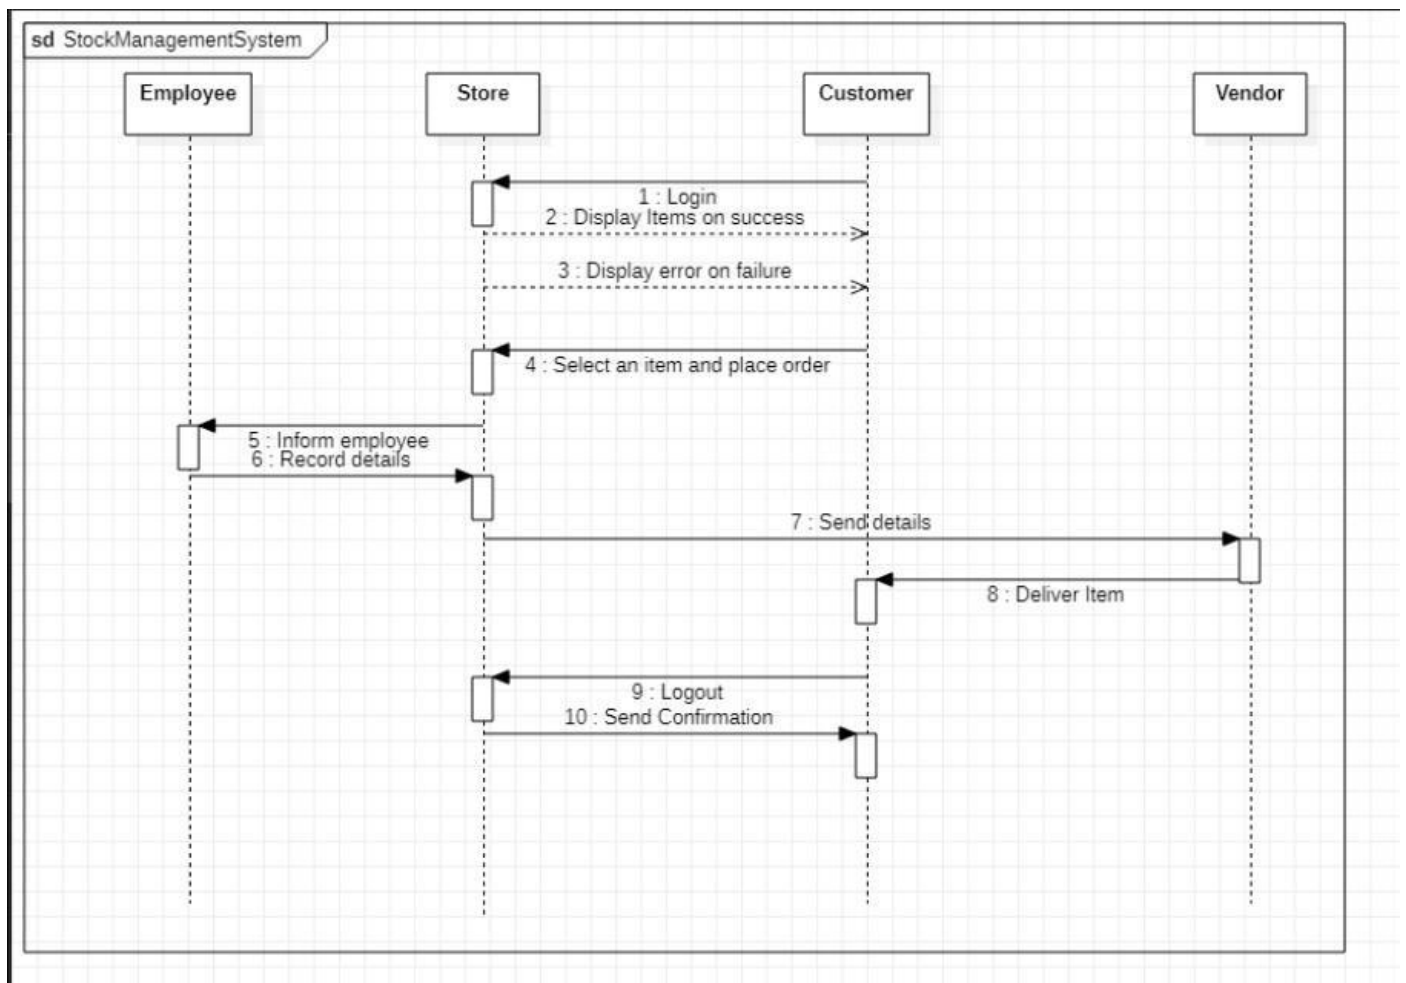 sd StockManagementSystem
Employee
Store
Customer
Vendor
1 : Login
2 : Display Items on success
3 : Display error on failure
4 : Select an item and place order
5 : Inform employee
6 : Record details
7 : Send details
8 : Deliver Item
9 : Logout
10 : Send Confirmation